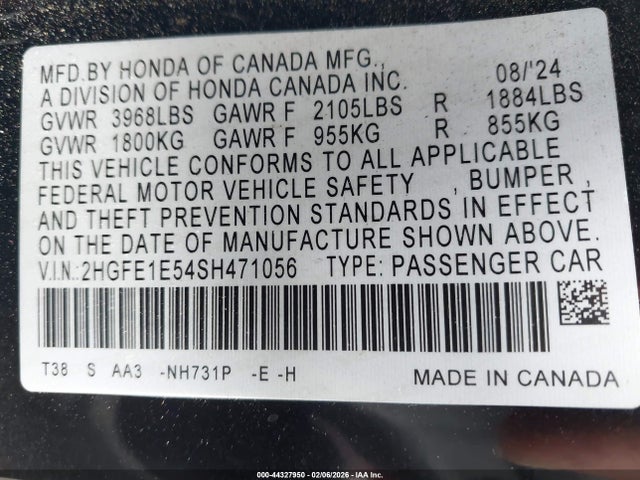 MFD.BY HONDA OF CANADA MFG.,
A DIVISION OF HONDA CANADA INC. 08/'24
GVWR 3968LBS GAWR F 2105LBS R 1884LBS
GVWR 1800KG GAWR F 955KG R 855KG
THIS VEHICLE CONFORMS TO ALL APPLICABLE
FEDERAL MOTOR VEHICLE SAFETY , BUMPER ,
AND THEFT PREVENTION STANDARDS IN EFFECT
ON THE DATE OF MANUFACTURE SHOWN ABOVE.
V.I.N.:2HGFE1E54SH471056 TYPE: PASSENGER CAR
T38 S AA3 -NH731P -E -H MADE IN CANADA
000-44327950 | 02/06/2026 | IAA Inc.